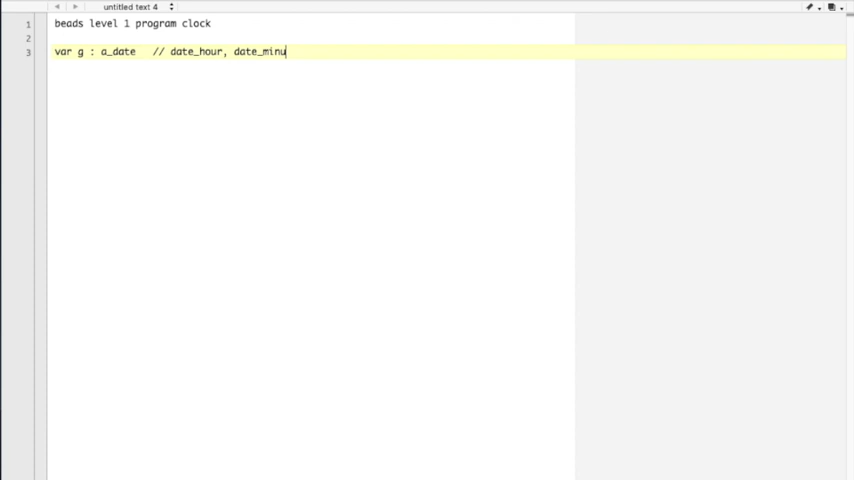 untitled text 4
1 beads level 1 program clock
2
3 var g : a_date // date_hour, date_minu